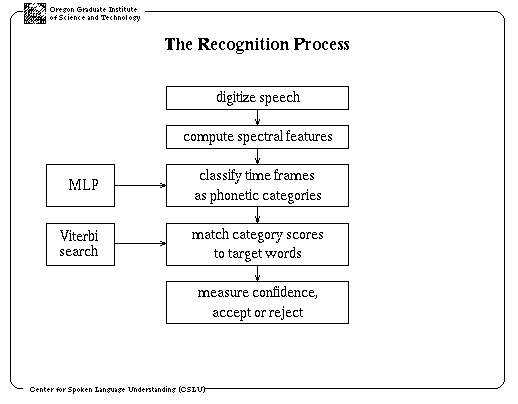 Oregon Graduate Institute
of Science and Technology
The Recognition Process
digitize speech
compute spectral features
MLP
classify time frames
as phonetic categories
Viterbi
search
match category scores
to target words
measure confidence,
accept or reject
Center for Spoken Language Understanding (CSLU)